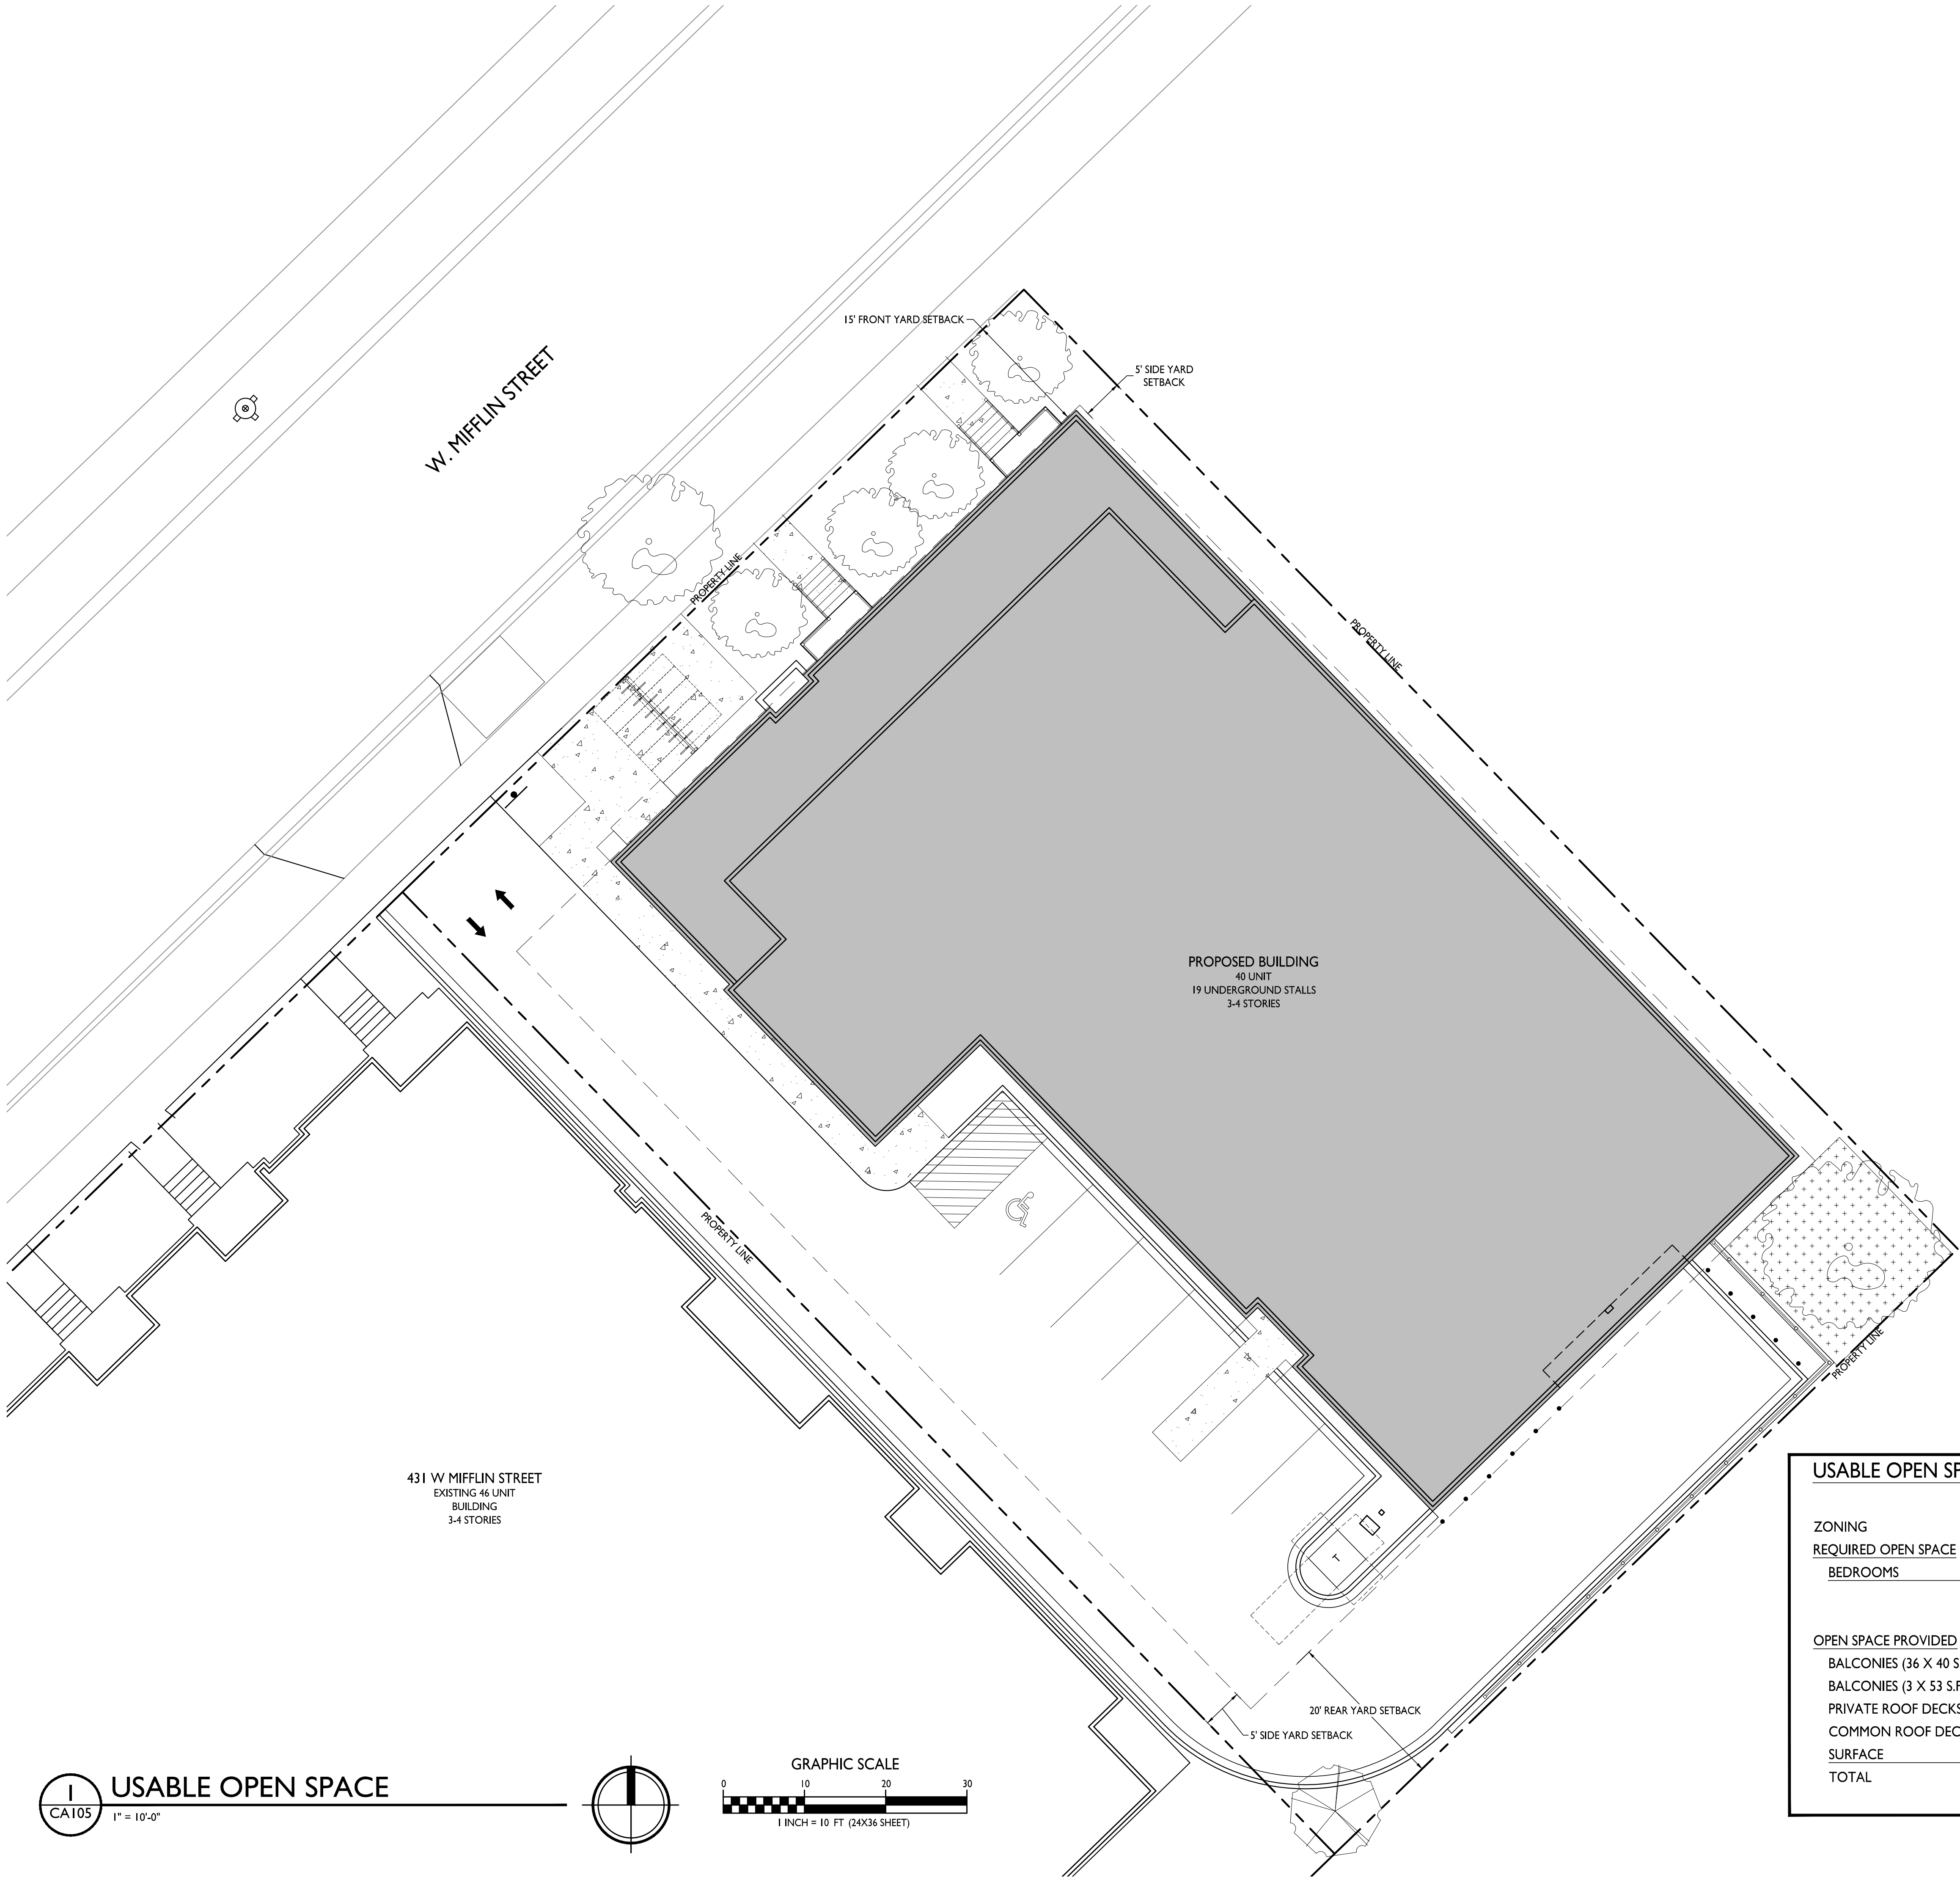 15' FRONT YARD SETBACK
5' SIDE YARD
SETBACK
W. MIFFLIN STREET
PROPERTY LINE
PROPERTY LINE
PROPOSED BUILDING
40 UNIT
19 UNDERGROUND STALLS
3-4 STORIES
PROPERTY LINE
PROPERTY LINE
431 W MIFFLIN STREET
EXISTING 46 UNIT
BUILDING
3-4 STORIES
T
20' REAR YARD SETBACK
5' SIDE YARD SETBACK
USABLE OPEN SP
ZONING
REQUIRED OPEN SPACE
BEDROOMS
OPEN SPACE PROVIDED
BALCONIES (36 X 40 S
BALCONIES (3 X 53 S.F
PRIVATE ROOF DECKS
COMMON ROOF DEC
SURFACE
TOTAL
1
CA105
USABLE OPEN SPACE
1" = 10'-0"
GRAPHIC SCALE
0 10 20 30
1 INCH = 10 FT (24X36 SHEET)